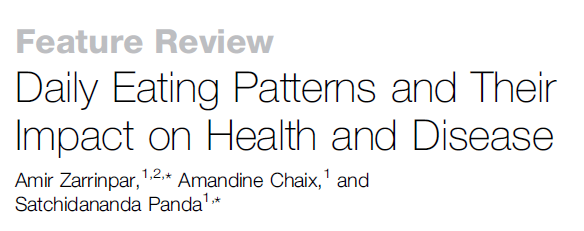 Feature Review
Daily Eating Patterns and Their
Impact on Health and Disease
Amir Zarrinpar,1,2,* Amandine Chaix,1 and
Satchidananda Panda1,*